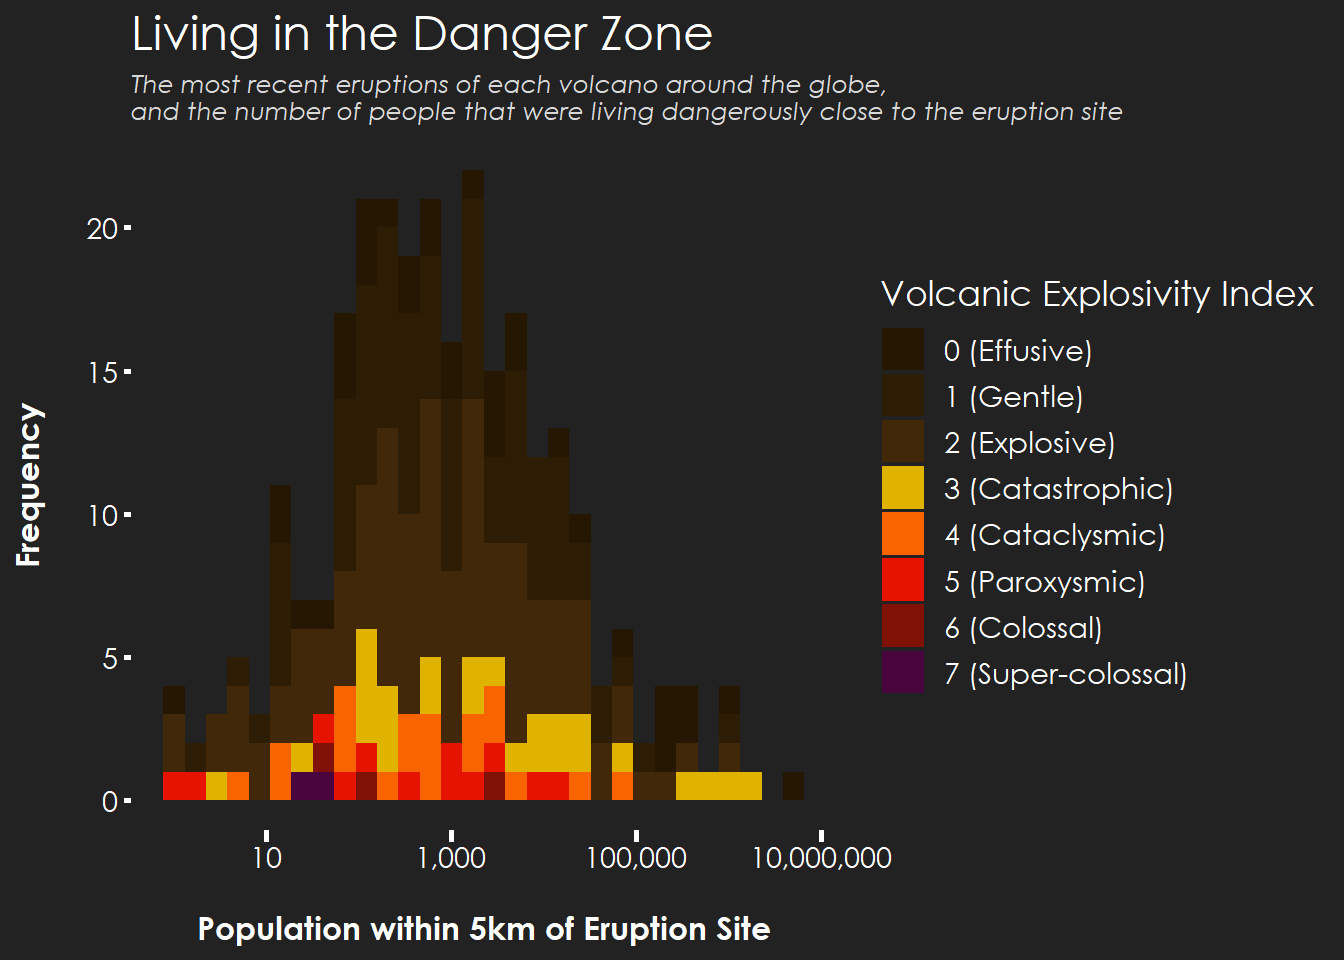 Living in the Danger Zone
The most recent eruptions of each volcano around the globe,
and the number of people that were living dangerously close to the eruption site
20
15
10
5
0
Frequency
10
1,000
100,000
10,000,000
Population within 5km of Eruption Site
Volcanic Explosivity Index
0 (Effusive)
1 (Gentle)
2 (Explosive)
3 (Catastrophic)
4 (Cataclysmic)
5 (Paroxysmic)
6 (Colossal)
7 (Super-colossal)